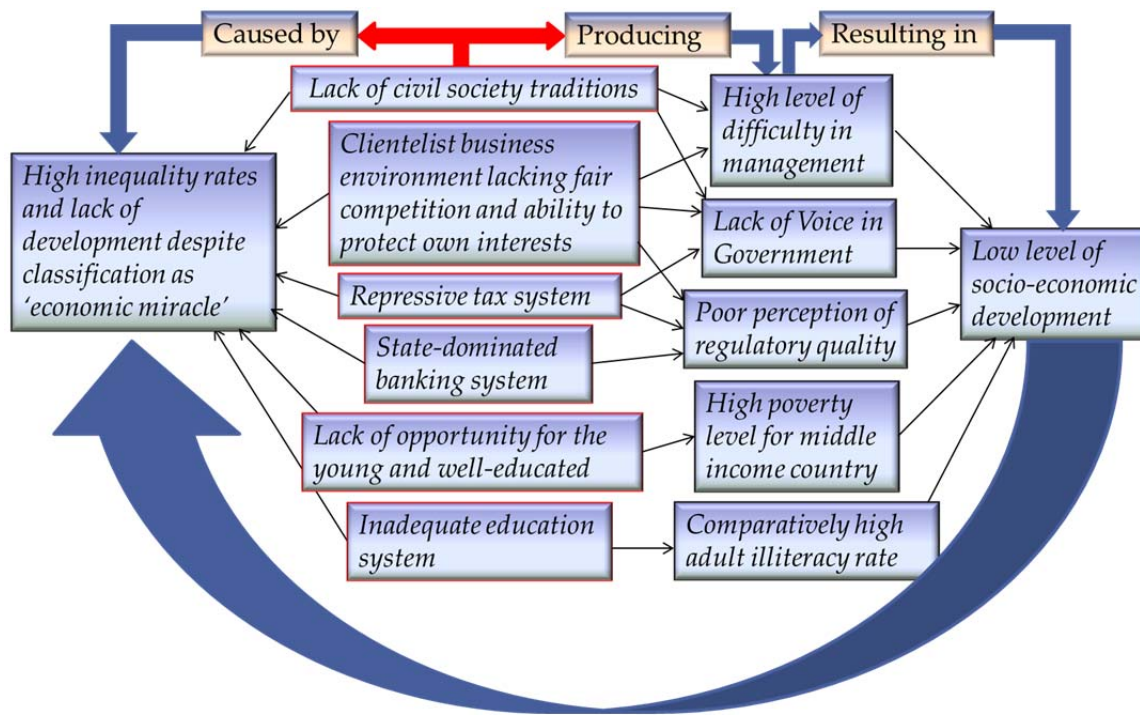 Caused by
Producing
Resulting in
Lack of civil society traditions
Clientelist business
environment lacking fair
competition and ability to
protect own interests
Repressive tax system
State-dominated
banking system
Lack of opportunity for the
young and well-educated
Inadequate education
system
High inequality rates
and lack of
development despite
classification as
‘economic miracle’
High level of
difficulty in
management
Lack of Voice in
Government
Poor perception of
regulatory quality
High poverty
level for middle
income country
Comparatively high
adult illiteracy rate
Low level of
socio-economic
development